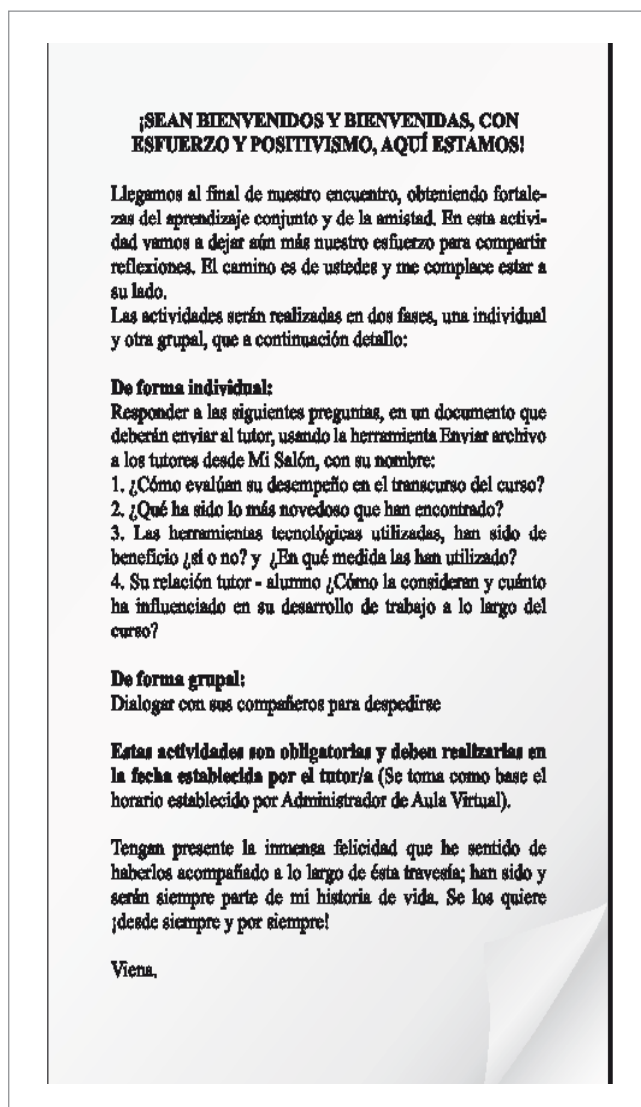 ¡SEAN BIENVENIDOS Y BIENVENIDAS, CON
ESFUERZO Y POSITIVISMO, AQUÍ ESTAMOS!
Llegamos al final de nuestro encuentro, obteniendo fortale-
zas del aprendizaje conjunto y de la amistad. En esta activi-
dad vamos a dejar aún más nuestro esfuerzo para compartir
reflexiones. El camino es de ustedes y me complace estar a
su lado.
Las actividades serán realizadas en dos fases, una individual
y otra grupal, que a continuación detallo:
De forma individual:
Responder a las siguientes preguntas, en un documento que
deberán enviar al tutor, usando la herramienta Enviar archivo
a los tutores desde Mi Salón, con su nombre:
1. ¿Cómo evalúan su desempeño en el transcurso del curso?
2. ¿Qué ha sido lo más novedoso que han encontrado?
3. Las herramientas tecnológicas utilizadas, han sido de
beneficio ¿sí o no? y ¿En qué medida las han utilizado?
4. Su relación tutor - alumno ¿Cómo la consideran y cuánto
ha influenciado en su desarrollo de trabajo a lo largo del
curso?
De forma grupal:
Dialogar con sus compañeros para despedirse
Estas actividades son obligatorias y deben realizarlas en
la fecha establecida por el tutor/a (Se toma como base el
horario establecido por Administrador de Aula Virtual).
Tengan presente la inmensa felicidad que he sentido de
haberlos acompañado a lo largo de ésta travesía; han sido y
serán siempre parte de mi historia de vida. Se los quiere
¡desde siempre y por siempre!
Viena.